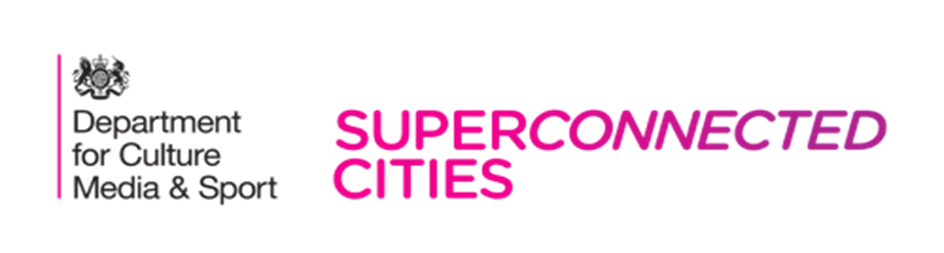 Department
for Culture
Media & Sport
SUPERCONNECTED
CITIES